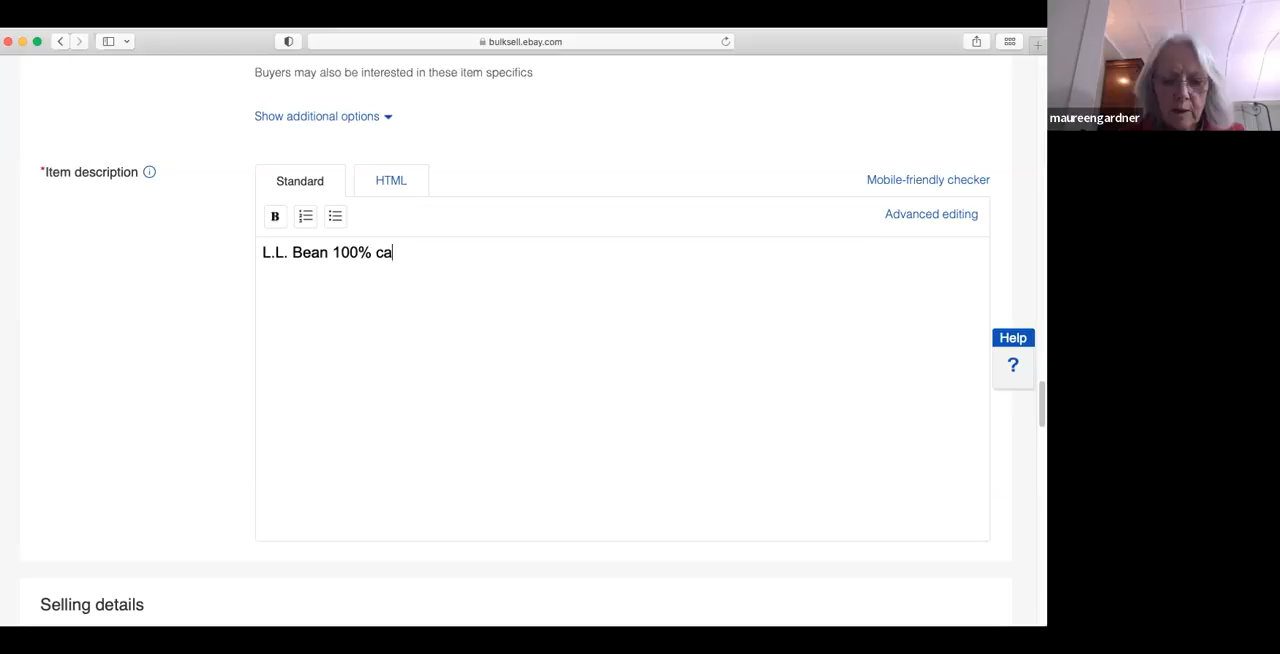 bulksell.ebay.com
maureengardner
Buyers may also be interested in these item specifics
Show additional options
*Item description
Standard
HTML
Mobile-friendly checker
B
Advanced editing
L.L. Bean 100% ca
Help
?
Selling details